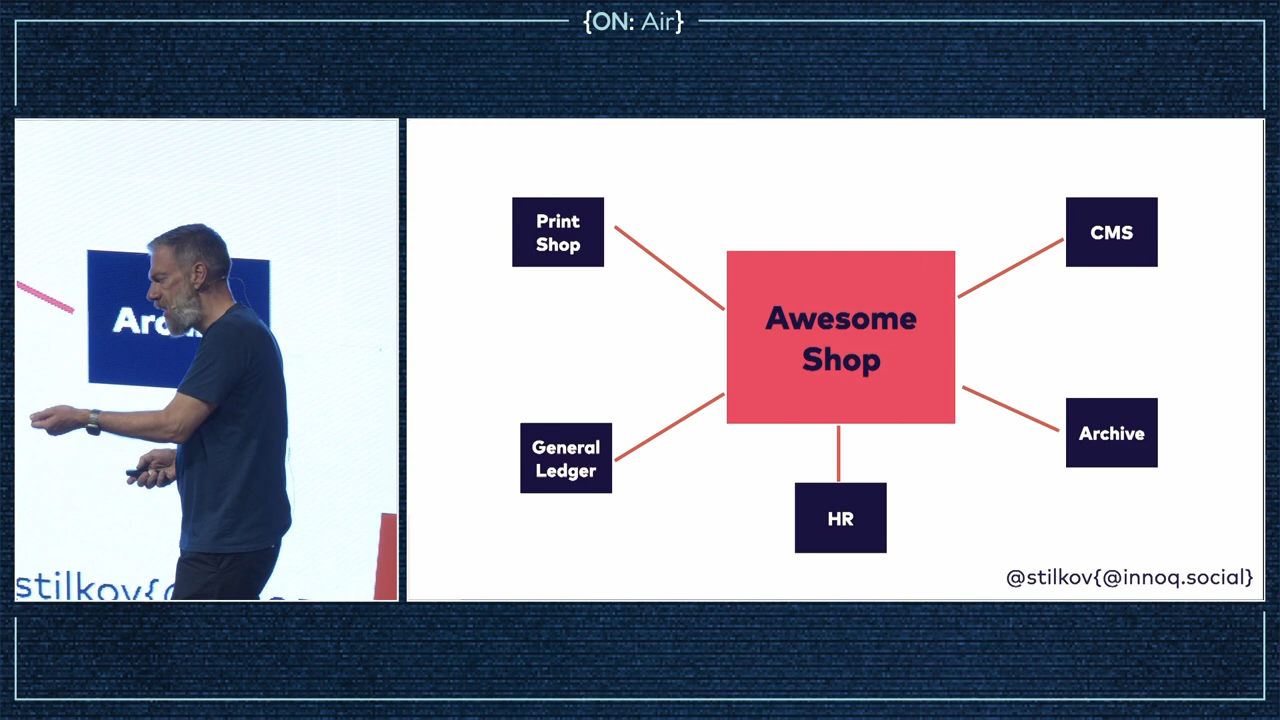 {ON: Air}
Print
Shop
CMS
Awesome
Shop
General
Ledger
Archive
HR
@stilkov{@innoq.social}
stilkov{@